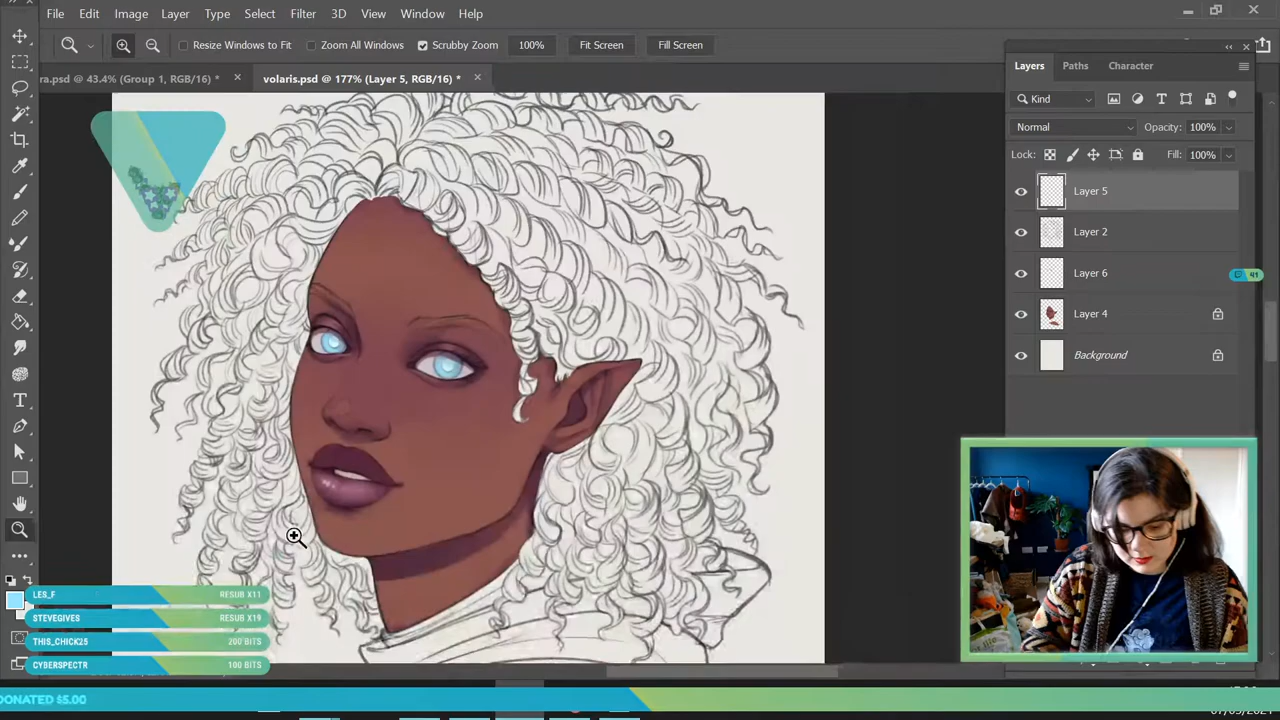 File Edit Image Layer Type Select Filter 3D View Window Help
Resize Windows to Fit Zoom All Windows Scrubby Zoom 100% Fit Screen Fill Screen
ra.psd @ 43.4% (Group 1, RGB/16) * volaris.psd @ 177% (Layer 5, RGB/16) *
Layers Paths Character
Kind
Normal Opacity: 100%
Lock: Fill: 100%
Layer 5
Layer 2
Layer 6
41
Layer 4
Background
LES_F RESUB X11
STEVEGIVES RESUB X19
THIS_CHICK25 200 BITS
CYBERSPECTR 100 BITS
DONATED $5.00